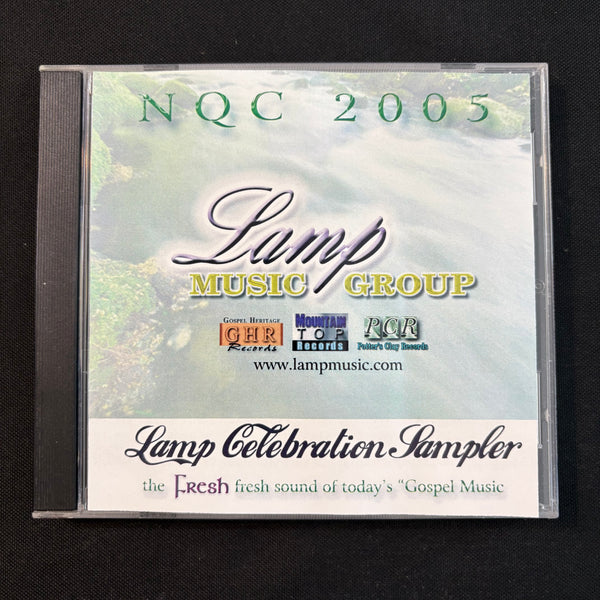 NQC 2005
Lamp
MUSIC GROUP
GOSPEL HERITAGE
GHR
Records
MOUNTAIN
TOP
Records
PCR
Potter's Clay Records
www.lampmusic.com
Lamp Celebration Sampler
the Fresh fresh sound of today's "Gospel Music